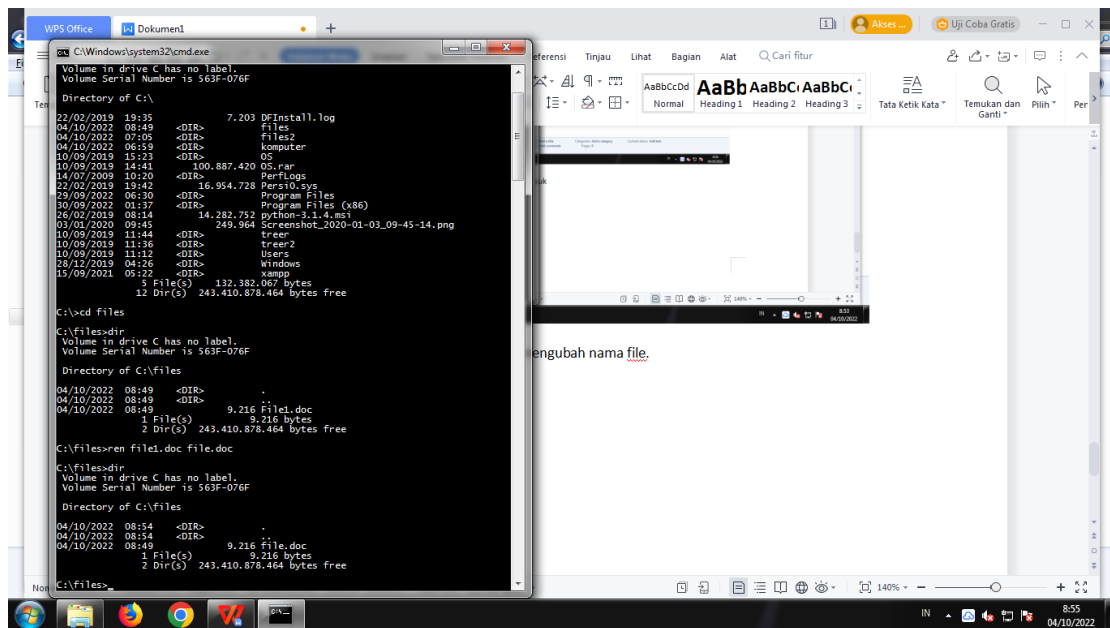 WPS Office
Dokumen1
Akses ...
Uji Coba Gratis
C:\Windows\system32\cmd.exe
eferensi Tinjau Lihat Bagian Alat Cari fitur
AaBbCcDd AaBb AaBbC AaBbC
Normal Heading 1 Heading 2 Heading 3
Tata Ketik Kata
Temukan dan Ganti
Pilih
Per
Tem
Volume in drive C has no label.
Volume Serial Number is 563F-076F
Directory of C:\
22/02/2019 19:35 7.203 DFInstall.log
04/10/2022 08:49 <DIR> files
04/10/2022 07:05 <DIR> files2
04/10/2022 06:59 <DIR> komputer
10/09/2019 15:23 <DIR> OS
10/09/2019 14:41 100.887.420 OS.rar
14/07/2009 10:20 <DIR> PerfLogs
22/02/2019 19:42 16.954.728 Persi0.sys
29/09/2022 06:30 <DIR> Program Files
30/09/2022 01:37 <DIR> Program Files (x86)
26/02/2019 08:14 14.282.752 python-3.1.4.msi
03/01/2020 09:45 249.964 Screenshot_2020-01-03_09-45-14.png
10/09/2019 11:44 <DIR> treer
10/09/2019 11:36 <DIR> treer2
10/09/2019 11:12 <DIR> Users
28/12/2019 04:26 <DIR> Windows
15/09/2021 05:22 <DIR> xampp
5 File(s) 132.382.067 bytes
12 Dir(s) 243.410.878.464 bytes free
C:\>cd files
C:\files>dir
Volume in drive C has no label.
Volume Serial Number is 563F-076F
Directory of C:\files
04/10/2022 08:49 <DIR> .
04/10/2022 08:49 <DIR> ..
04/10/2022 08:49 9.216 File1.doc
1 File(s) 9.216 bytes
2 Dir(s) 243.410.878.464 bytes free
C:\files>ren file1.doc file.doc
C:\files>dir
Volume in drive C has no label.
Volume Serial Number is 563F-076F
Directory of C:\files
04/10/2022 08:54 <DIR> .
04/10/2022 08:54 <DIR> ..
04/10/2022 08:49 9.216 file.doc
1 File(s) 9.216 bytes
2 Dir(s) 243.410.878.464 bytes free
C:\files>_
uk
140%
IN
8:53
04/10/2022
engubah nama file.
Non
140%
IN
8:55
04/10/2022